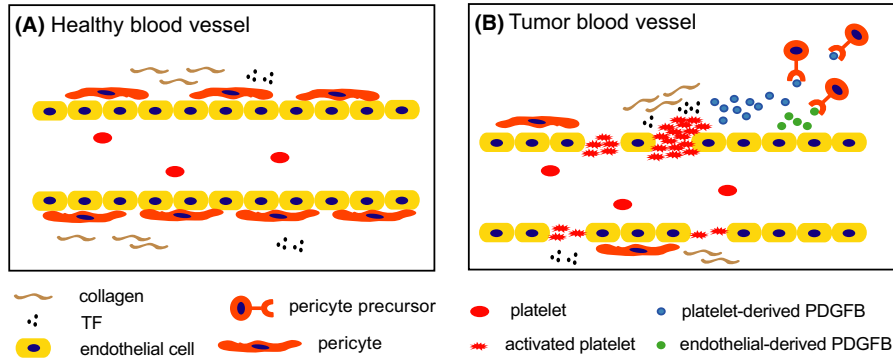 (A) Healthy blood vessel
(B) Tumor blood vessel
collagen
TF
endothelial cell
pericyte precursor
pericyte
platelet
activated platelet
platelet-derived PDGFB
endothelial-derived PDGFB